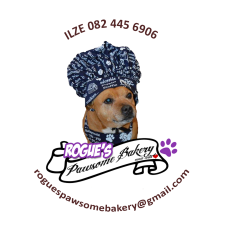 ILZE 082 445 6906
ROGUE'S
Pawsome Bakery
roguespawsomebakery@gmail.com